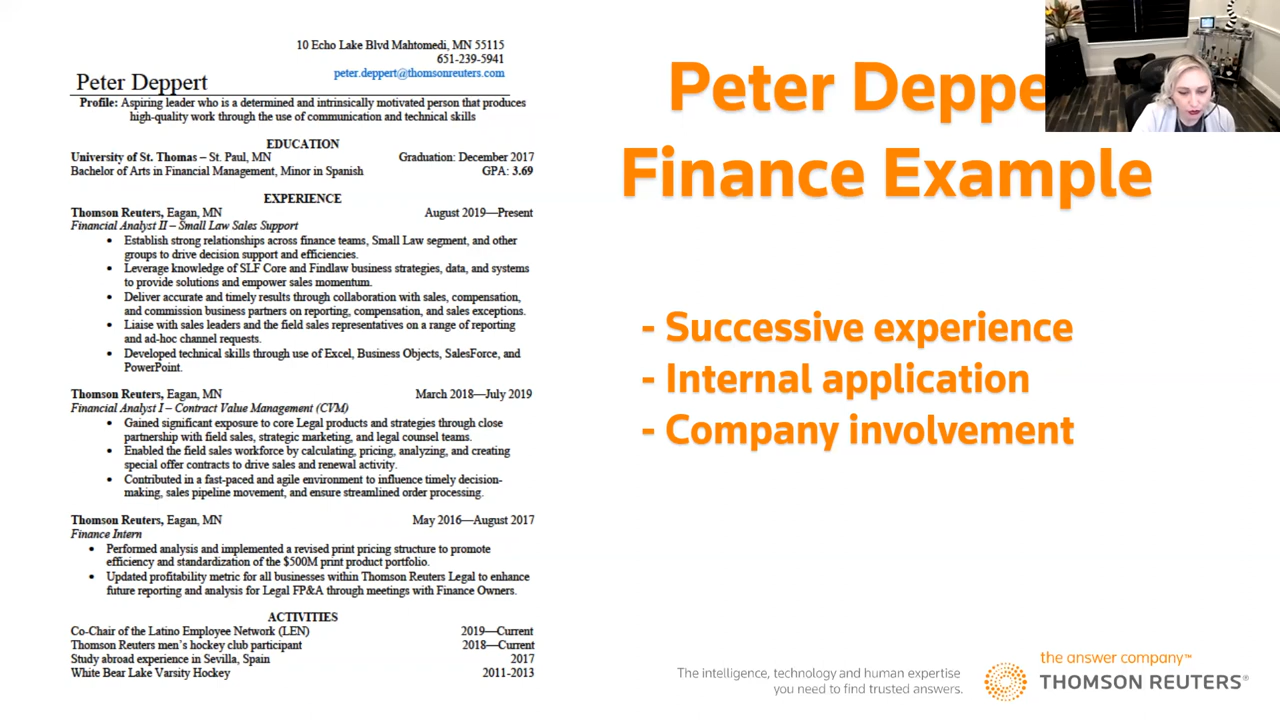 10 Echo Lake Blvd Mahtomedi, MN 55115
651-239-5941
peter.deppert@thomsonreuters.com
Peter Deppert
Profile: Aspiring leader who is a determined and intrinsically motivated person that produces
high-quality work through the use of communication and technical skills
EDUCATION
University of St. Thomas – St. Paul, MN Graduation: December 2017
Bachelor of Arts in Financial Management, Minor in Spanish GPA: 3.69
EXPERIENCE
Thomson Reuters, Eagan, MN August 2019—Present
Financial Analyst II – Small Law Sales Support
• Establish strong relationships across finance teams, Small Law segment, and other
groups to drive decision support and efficiencies.
• Leverage knowledge of SLF Core and Findlaw business strategies, data, and systems
to provide solutions and empower sales momentum.
• Deliver accurate and timely results through collaboration with sales, compensation,
and commission business partners on reporting, compensation, and sales exceptions.
• Liaise with sales leaders and the field sales representatives on a range of reporting
and ad-hoc channel requests.
• Developed technical skills through use of Excel, Business Objects, SalesForce, and
PowerPoint.
Thomson Reuters, Eagan, MN March 2018—July 2019
Financial Analyst I – Contract Value Management (CVM)
• Gained significant exposure to core Legal products and strategies through close
partnership with field sales, strategic marketing, and legal counsel teams.
• Enabled the field sales workforce by calculating, pricing, analyzing, and creating
special offer contracts to drive sales and renewal activity.
• Contributed in a fast-paced and agile environment to influence timely decision-
making, sales pipeline movement, and ensure streamlined order processing.
Thomson Reuters, Eagan, MN May 2016—August 2017
Finance Intern
• Performed analysis and implemented a revised print pricing structure to promote
efficiency and standardization of the $500M print product portfolio.
• Updated profitability metric for all businesses within Thomson Reuters Legal to enhance
future reporting and analysis for Legal FP&A through meetings with Finance Owners.
ACTIVITIES
Co-Chair of the Latino Employee Network (LEN) 2019—Current
Thomson Reuters men's hockey club participant 2018—Current
Study abroad experience in Sevilla, Spain 2017
White Bear Lake Varsity Hockey 2011-2013
Peter Deppe
Finance Example
- Successive experience
- Internal application
- Company involvement
The intelligence, technology and human expertise
you need to find trusted answers.
the answer company™
THOMSON REUTERS®